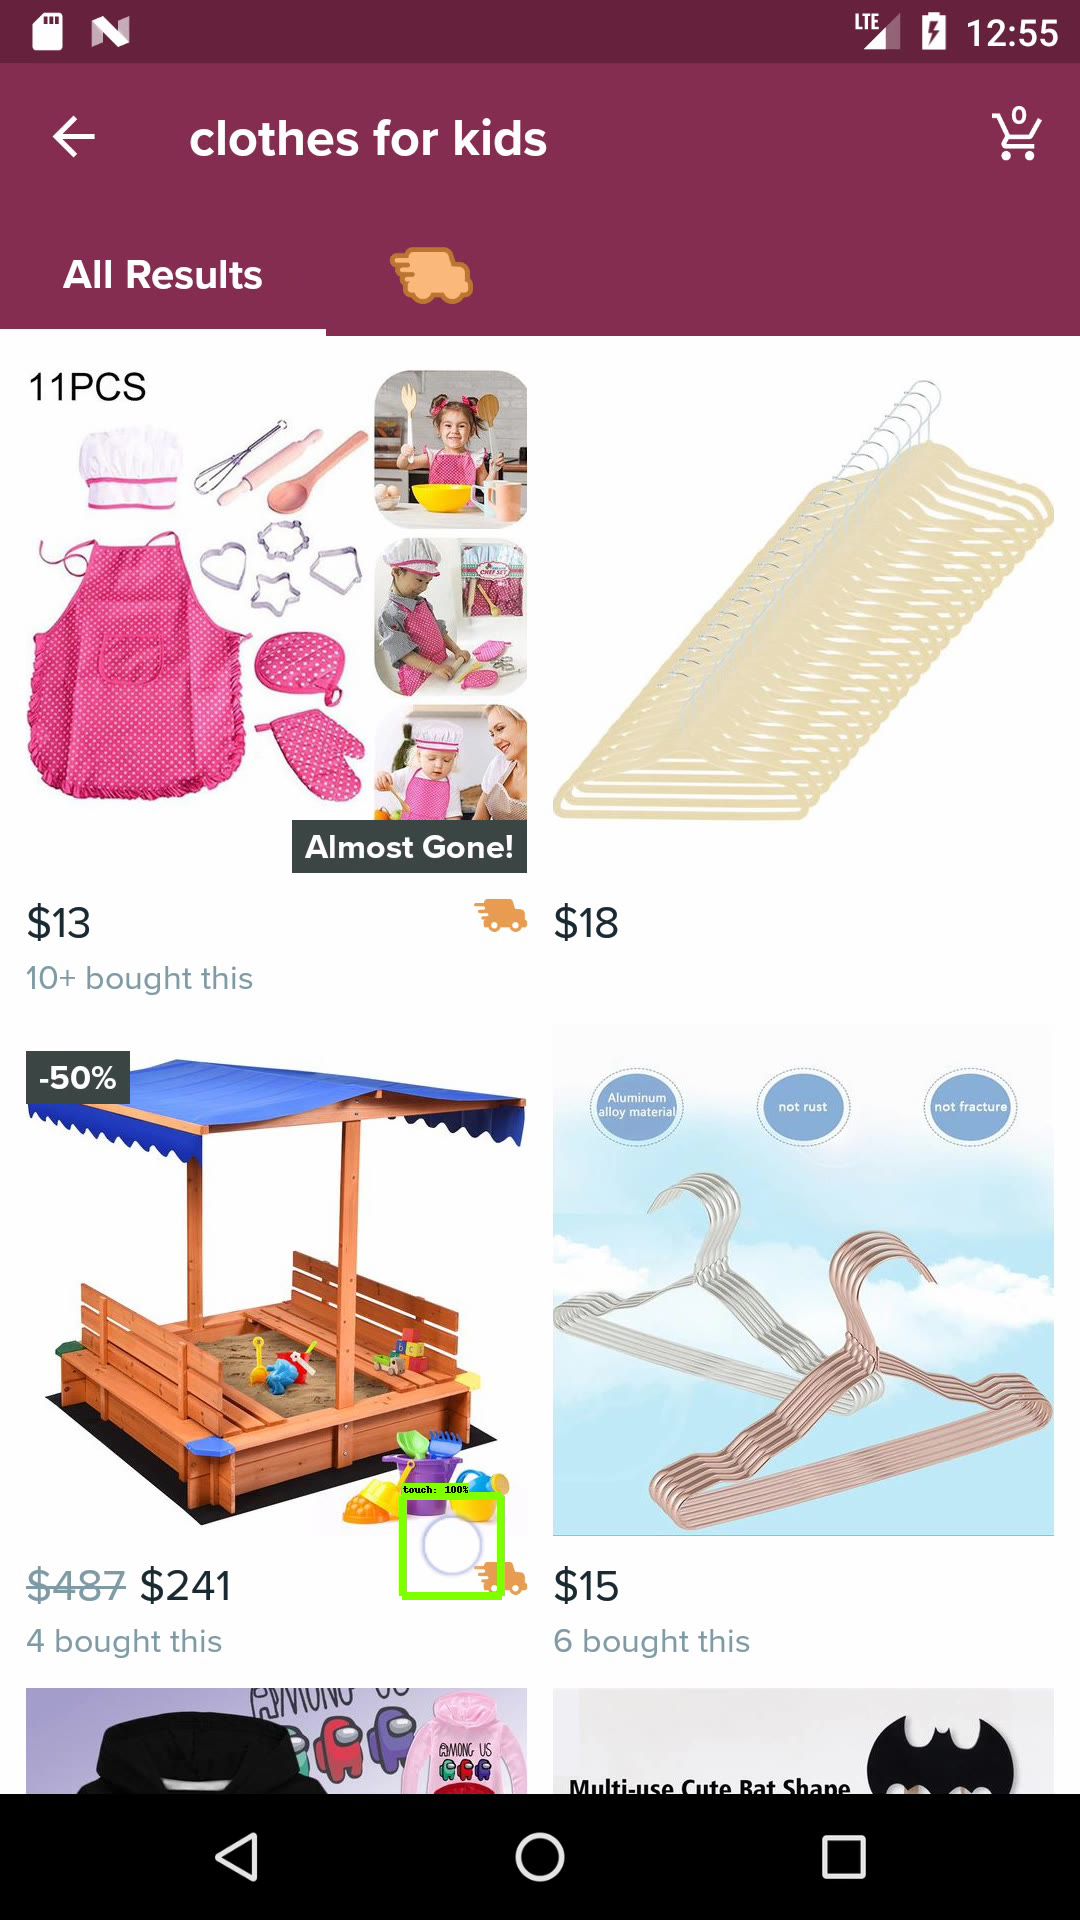 LTE 12:55
clothes for kids
0
All Results
11PCS
Almost Gone!
$13
10+ bought this
$18
-50%
Aluminum
alloy material
not rust
not fracture
touch: 100%
$487 $241
4 bought this
$15
6 bought this
AMONG US
AMONG US
Multi-use Cute Bat Shape